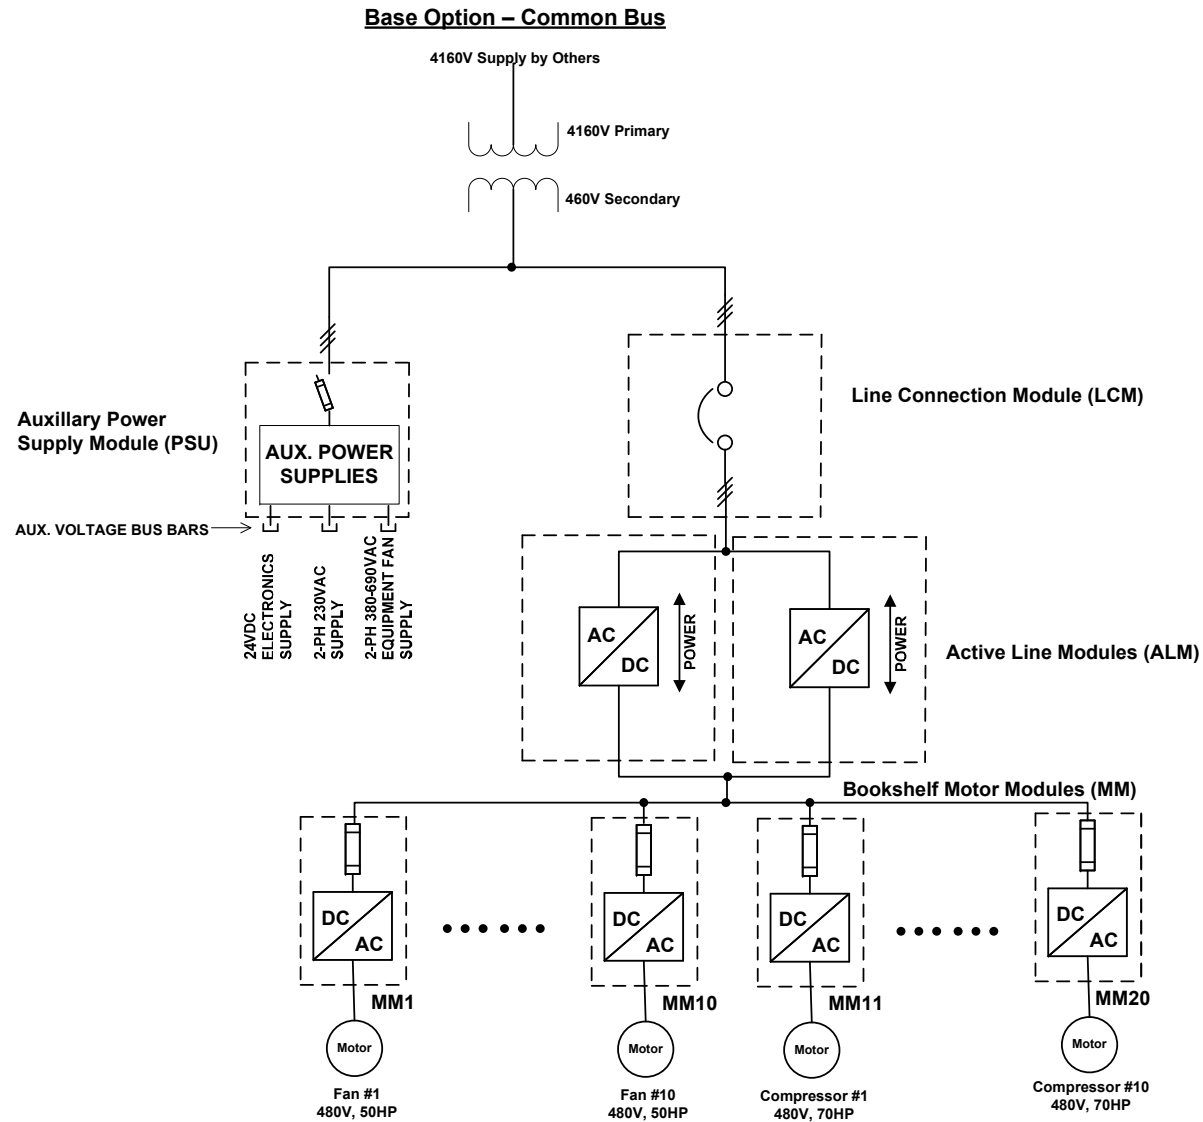 Base Option – Common Bus
4160V Supply by Others
4160V Primary
460V Secondary
Line Connection Module (LCM)
Auxillary Power
Supply Module (PSU)
AUX. POWER
SUPPLIES
AUX. VOLTAGE BUS BARS
24VDC
ELECTRONICS
SUPPLY
2-PH 230VAC
SUPPLY
2-PH 380-690VAC
EQUIPMENT FAN
SUPPLY
AC
DC
POWER
AC
DC
POWER
Active Line Modules (ALM)
Bookshelf Motor Modules (MM)
DC
AC
DC
AC
DC
AC
DC
AC
MM1
MM10
MM11
MM20
Motor
Motor
Motor
Motor
Fan #1
480V, 50HP
Fan #10
480V, 50HP
Compressor #1
480V, 70HP
Compressor #10
480V, 70HP